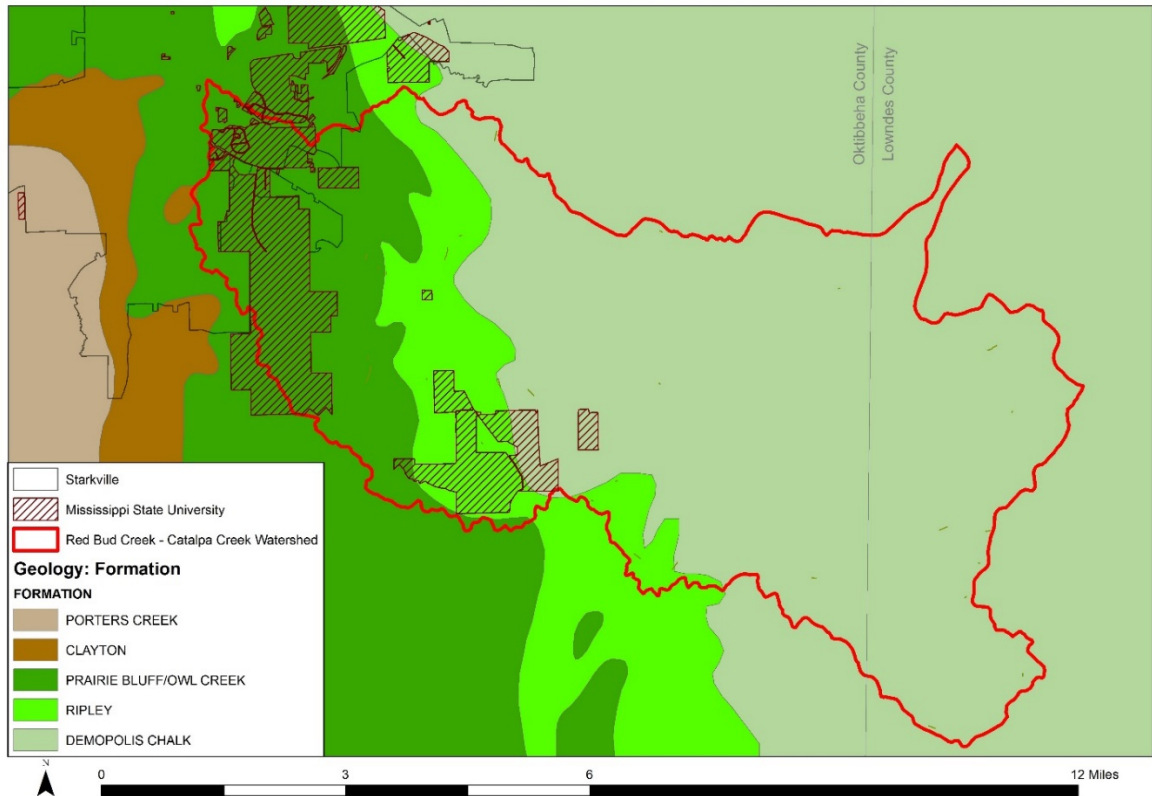 Oktibbeha County
Lowndes County
Starkville
Mississippi State University
Red Bud Creek - Catalpa Creek Watershed
Geology: Formation
FORMATION
PORTERS CREEK
CLAYTON
PRAIRIE BLUFF/OWL CREEK
RIPLEY
DEMOPOLIS CHALK
N
0 3 6 12 Miles